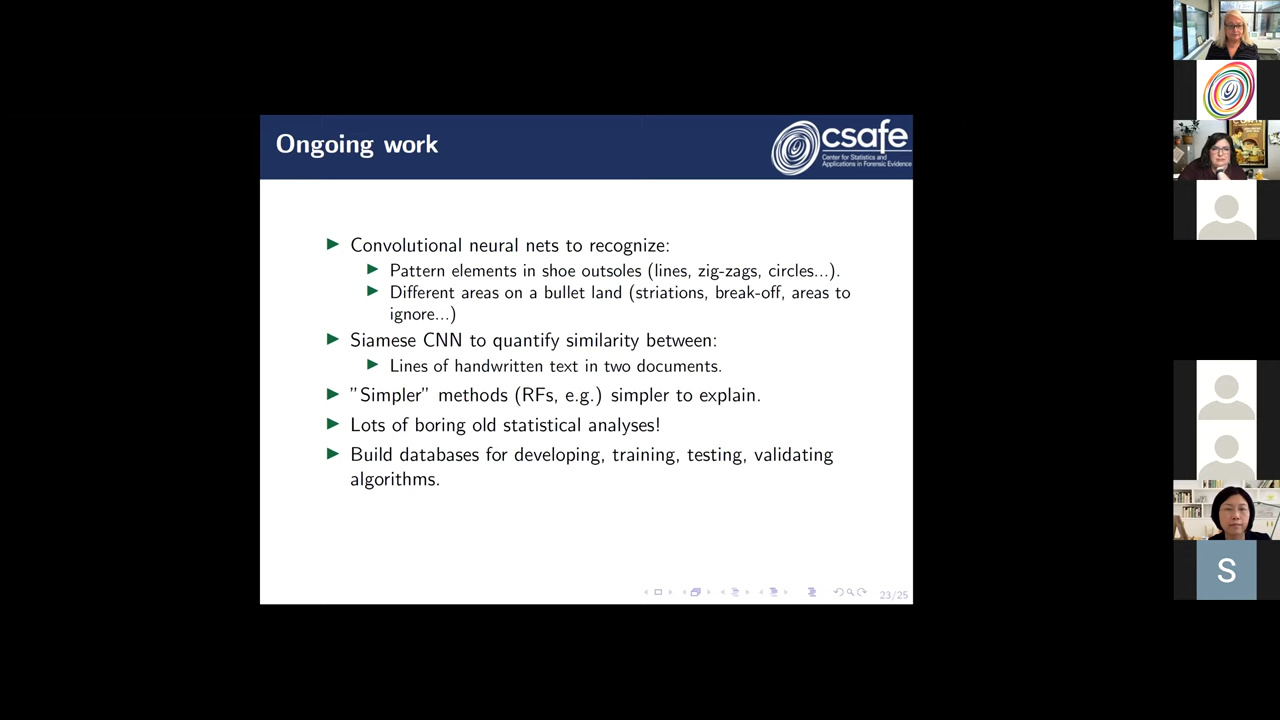 Ongoing work
csafe
Center for Statistics and
Applications in Forensic Evidence
Convolutional neural nets to recognize:
Pattern elements in shoe outsoles (lines, zig-zags, circles...).
Different areas on a bullet land (striations, break-off, areas to
ignore...)
Siamese CNN to quantify similarity between:
Lines of handwritten text in two documents.
"Simpler" methods (RFs, e.g.) simpler to explain.
Lots of boring old statistical analyses!
Build databases for developing, training, testing, validating
algorithms.
23/25
S